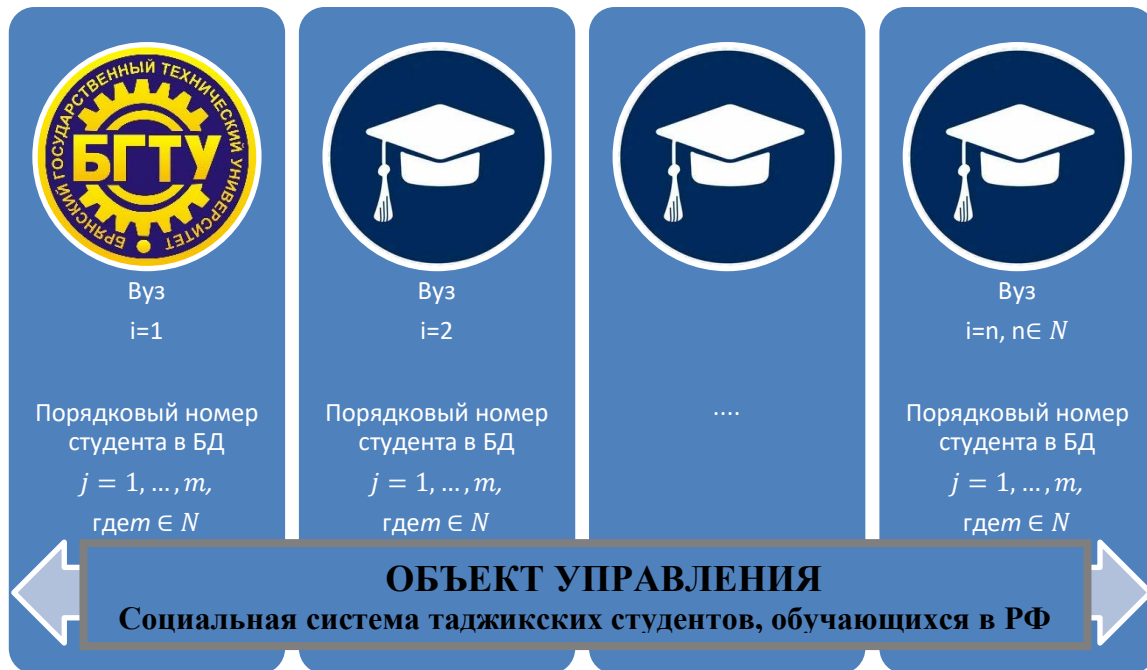 БРЯНСКИЙ ГОСУДАРСТВЕННЫЙ ТЕХНИЧЕСКИЙ УНИВЕРСИТЕТ
БГТУ
Вуз
i=1
Порядковый номер
студента в БД
j = 1, … , m,
гдеm ∈ N
Вуз
i=2
Порядковый номер
студента в БД
j = 1, … , m,
гдеm ∈ N
....
Вуз
i=n, n∈ N
Порядковый номер
студента в БД
j = 1, … , m,
гдеm ∈ N
ОБЪЕКТ УПРАВЛЕНИЯ
Социальная система таджикских студентов, обучающихся в РФ